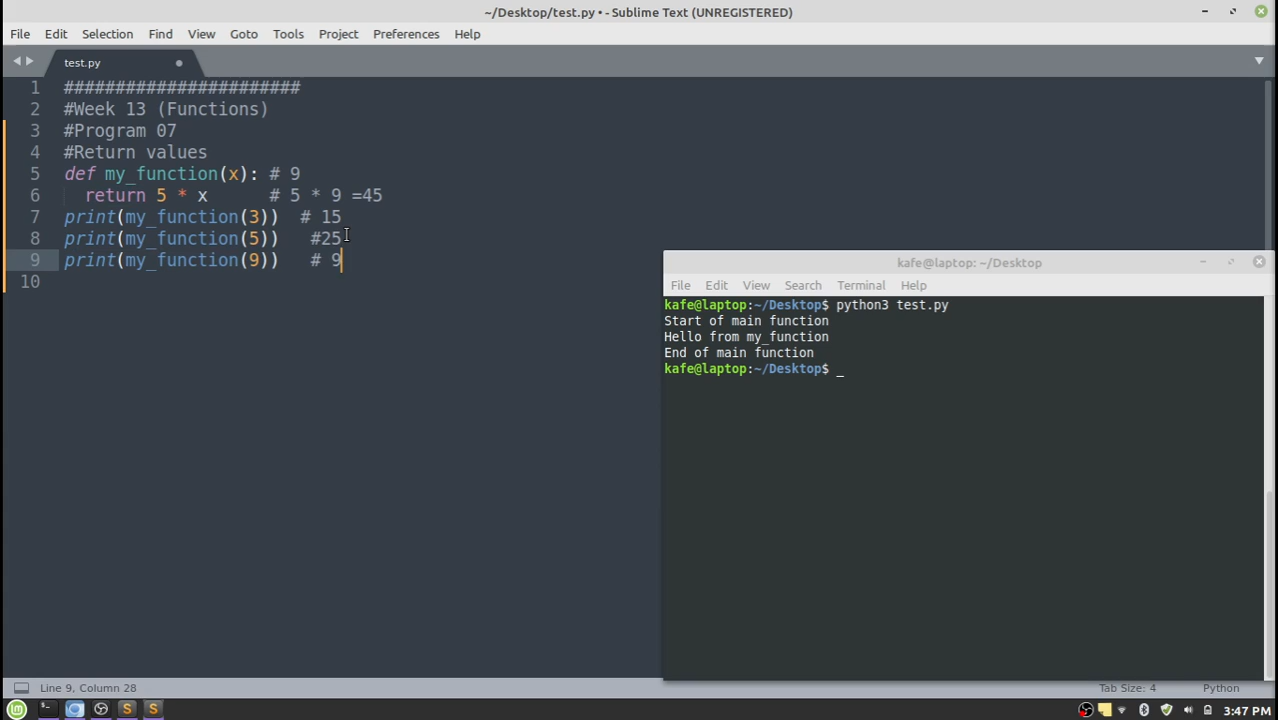 ~/Desktop/test.py • - Sublime Text (UNREGISTERED)
File Edit Selection Find View Goto Tools Project Preferences Help
test.py
1 #######################
2 #Week 13 (Functions)
3 #Program 07
4 #Return values
5 def my_function(x): # 9
6 return 5 * x # 5 * 9 =45
7 print(my_function(3)) # 15
8 print(my_function(5)) #25
9 print(my_function(9)) # 9
10
kafe@laptop: ~/Desktop
File Edit View Search Terminal Help
kafe@laptop:~/Desktop$ python3 test.py
Start of main function
Hello from my_function
End of main function
kafe@laptop:~/Desktop$ _
Line 9, Column 28 Tab Size: 4 Python
3:47 PM